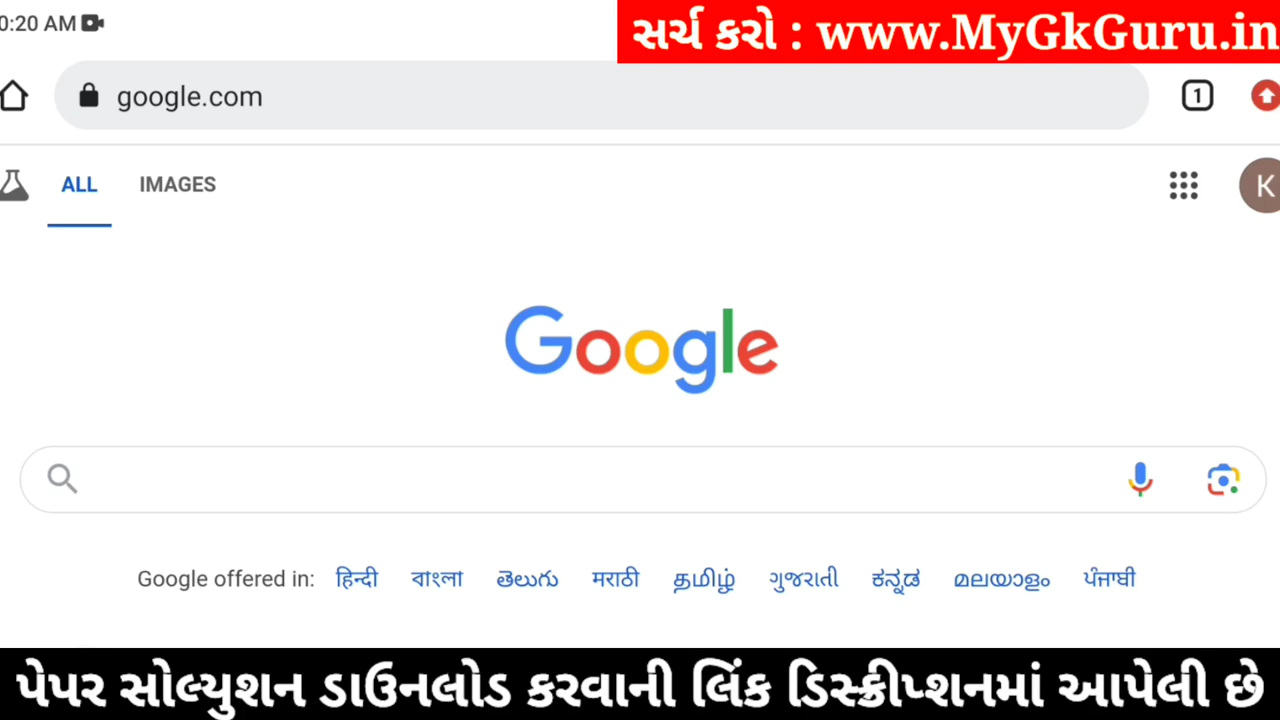 0:20 AM
સર્ચ કરો : www.MyGkGuru.in
google.com
1
ALL IMAGES
K
Google
Google offered in: हिन्दी বাংলা తెలుగు मराठी தமிழ் ગુજરાતી ಕನ್ನಡ മലയാളം ਪੰਜਾਬੀ
પેપર સોલ્યુશન ડાઉનલોડ કરવાની લિંક ડિસ્ક્રીપ્શનમાં આપેલી છે